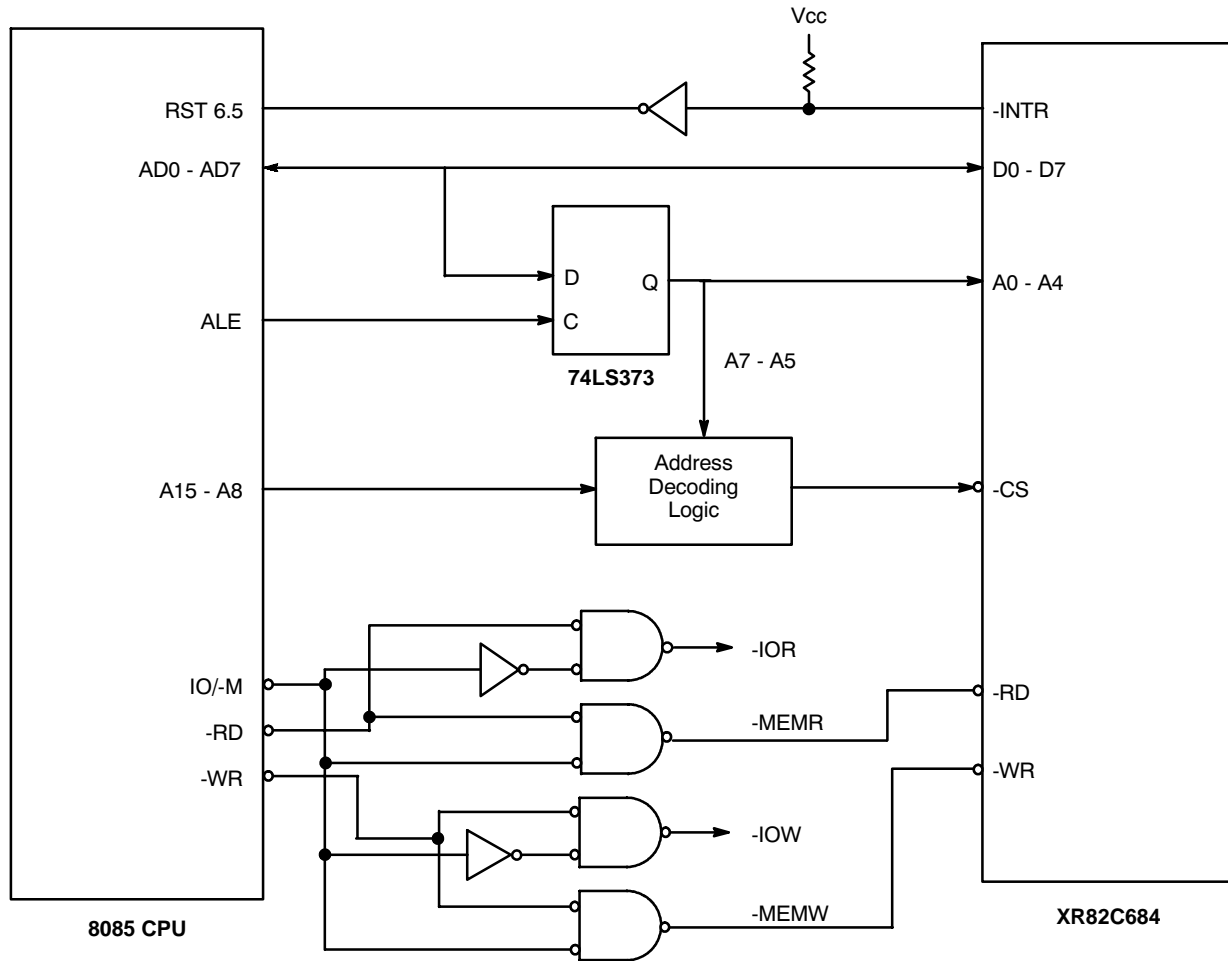 Vcc
RST 6.5
-INTR
AD0 - AD7
D0 - D7
D
Q
A0 - A4
ALE
C
A7 - A5
74LS373
Address
Decoding
Logic
A15 - A8
-CS
-IOR
IO/-M
-RD
-MEMR
-RD
-WR
-WR
-IOW
-MEMW
8085 CPU
XR82C684